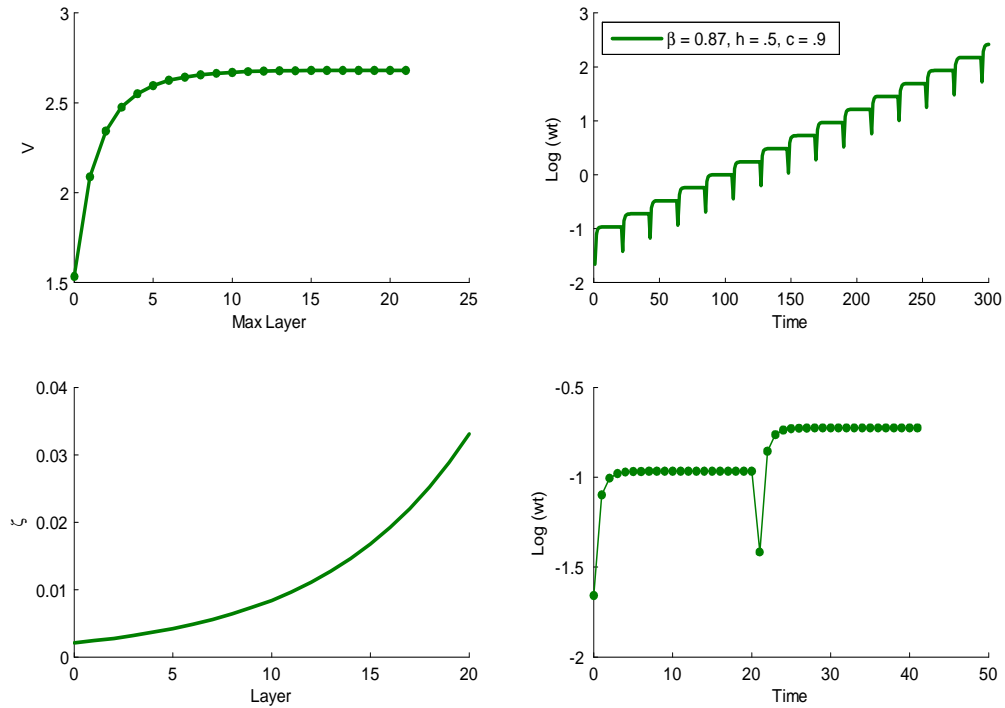 3
2.5
2
1.5
V
0 5 10 15 20 25
Max Layer
3
2
1
0
-1
-2
Log (wt)
β = 0.87, h = .5, c = .9
0 50 100 150 200 250 300
Time
0.04
0.03
0.02
0.01
0
ζ
0 5 10 15 20
Layer
-0.5
-1
-1.5
-2
Log (wt)
0 10 20 30 40 50
Time